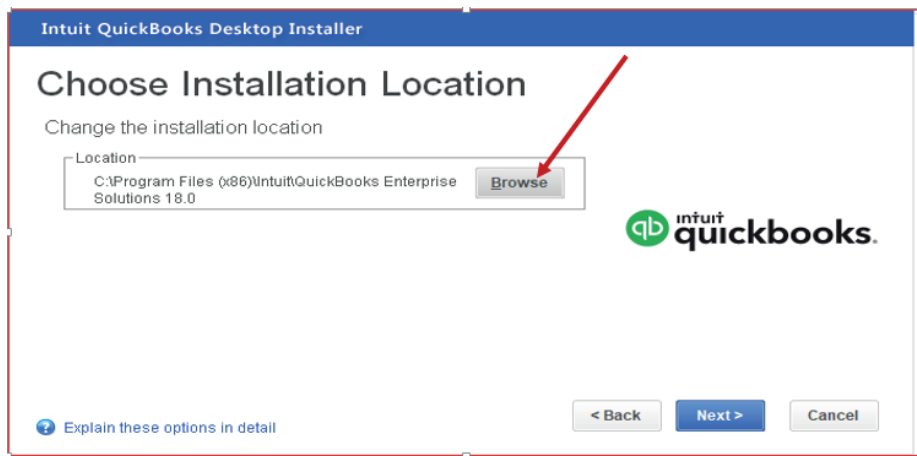 Intuit QuickBooks Desktop Installer
Choose Installation Location
Change the installation location
Location
C:\Program Files (x86)\Intuit\QuickBooks Enterprise
Solutions 18.0
Browse
qb intuit
quickbooks.
Explain these options in detail
< Back
Next >
Cancel